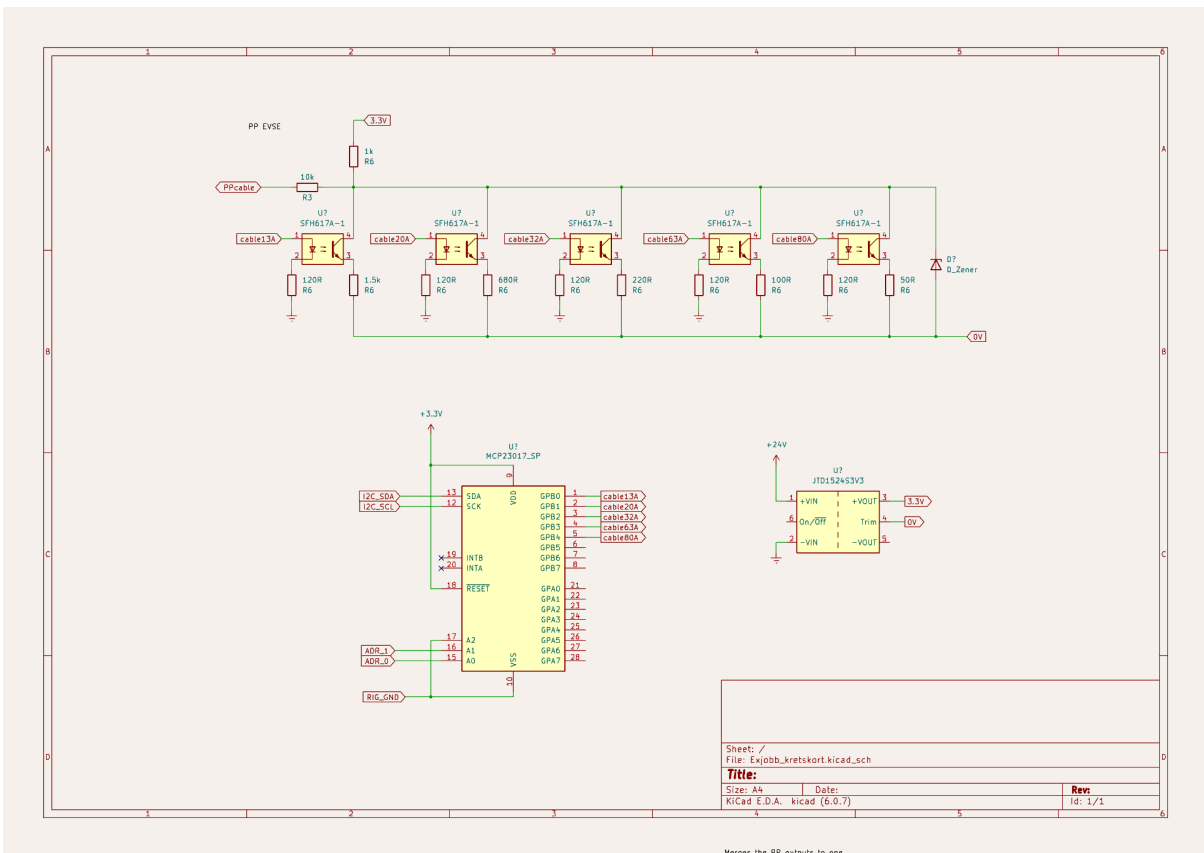 1 2 3 4 5 6
PP EVSE
3.3V
1k
R6
PPcable
10k
R3
A A
U? U? U? U? U?
SFH617A-1 SFH617A-1 SFH617A-1 SFH617A-1 SFH617A-1
cable13A 1 4 cable20A 1 4 cable32A 1 4 cable63A 1 4 cable80A 1 4
2 3 2 3 2 3 2 3 2 3
D?
D_Zener
120R 1.5k 120R 680R 120R 220R 120R 100R 120R 50R
R6 R6 R6 R6 R6 R6 R6 R6 R6 R6
0V
B B
+3.3V
U?
MCP23017_SP
9
VDD
I2C_SDA 13 SDA GPB0 1 cable13A
I2C_SCL 12 SCK GPB1 2 cable20A
GPB2 3 cable32A
GPB3 4 cable63A
GPB4 5 cable80A
GPB5 6
19 INTB GPB6 7
20 INTA GPB7 8
18 RESET GPA0 21
GPA1 22
GPA2 23
GPA3 24
GPA4 25
17 A2 GPA5 26
ADR_1 16 A1 GPA6 27
ADR_0 15 A0 GPA7 28
VSS
10
RIG_GND
+24V
U?
JTD1524S3V3
1 +VIN +VOUT 3 3.3V
6 On/Off Trim 4 0V
2 -VIN -VOUT 5
C C
D D
Sheet: /
File: Exjobb_kretskort.kicad_sch
Title:
Size: A4 Date: Rev:
KiCad E.D.A. kicad (6.0.7) Id: 1/1
1 2 3 4 5 6
Merges the PP outputs to one